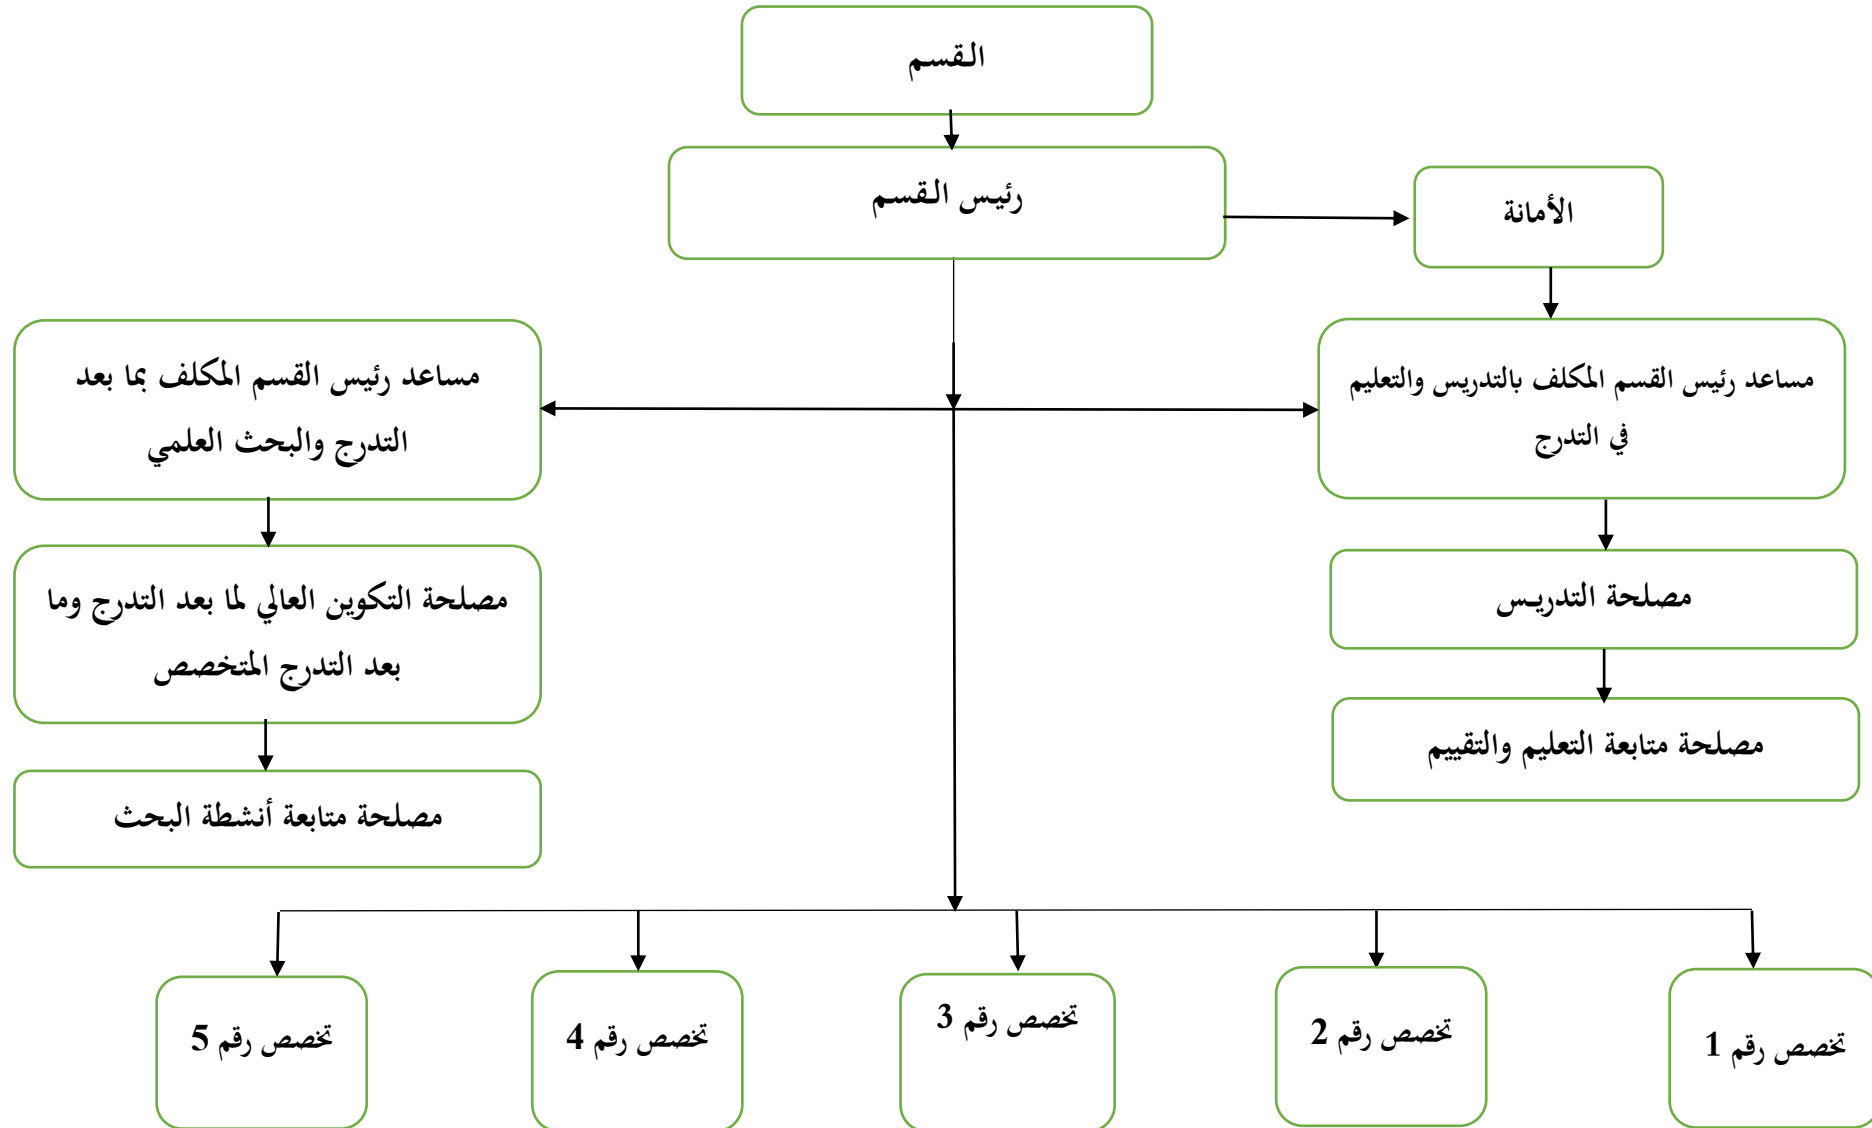 القسم
رئيس القسم
الأمانة
مساعد رئيس القسم المكلف بالتدريس والتعليم
في التدرج
مساعد رئيس القسم المكلف بما بعد
التدرج والبحث العلمي
مصلحة التدريس
مصلحة التكوين العالي لما بعد التدرج وما
بعد التدرج المتخصص
مصلحة متابعة التعليم والتقييم
مصلحة متابعة أنشطة البحث
تخصص رقم 1
تخصص رقم 2
تخصص رقم 3
تخصص رقم 4
تخصص رقم 5